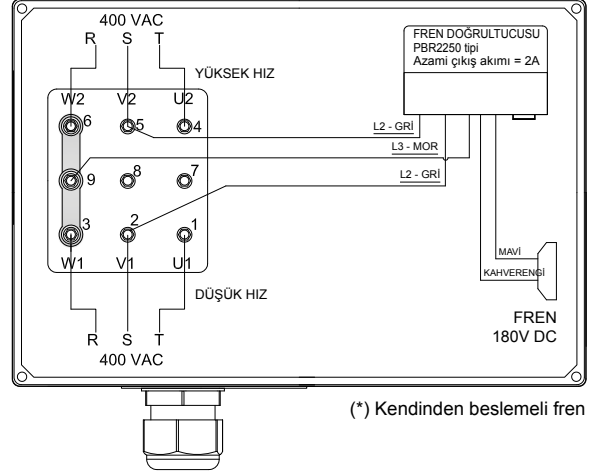 400 VAC
R S T
YÜKSEK HIZ
FREN DOĞRULTUCUSU
PBR2250 tipi
Azami çıkış akımı = 2A
W2 V2 U2
6 5 4
L2 - GRİ
L3 - MOR
L2 - GRİ
9 8 7
3 2 1
W1 V1 U1
DÜŞÜK HIZ
R S T
400 VAC
MAVİ
KAHVERENGİ
FREN
180V DC
(*) Kendinden beslemeli fren